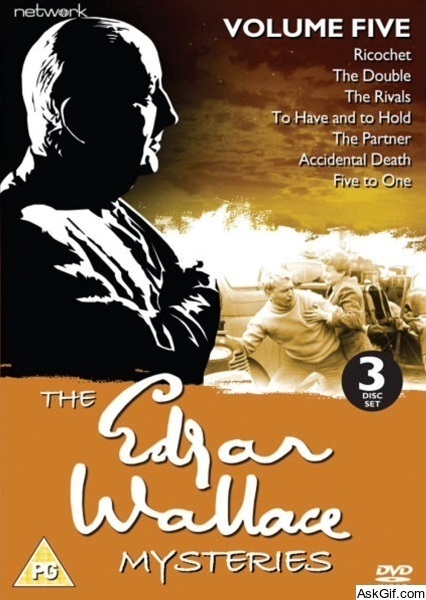 network
VOLUME FIVE
Ricochet
The Double
The Rivals
To Have and to Hold
The Partner
Accidental Death
Five to One
3
DISC
SET
THE
Edgar
Wallace
MYSTERIES
PG
DVD
VIDEO
AskGif.com